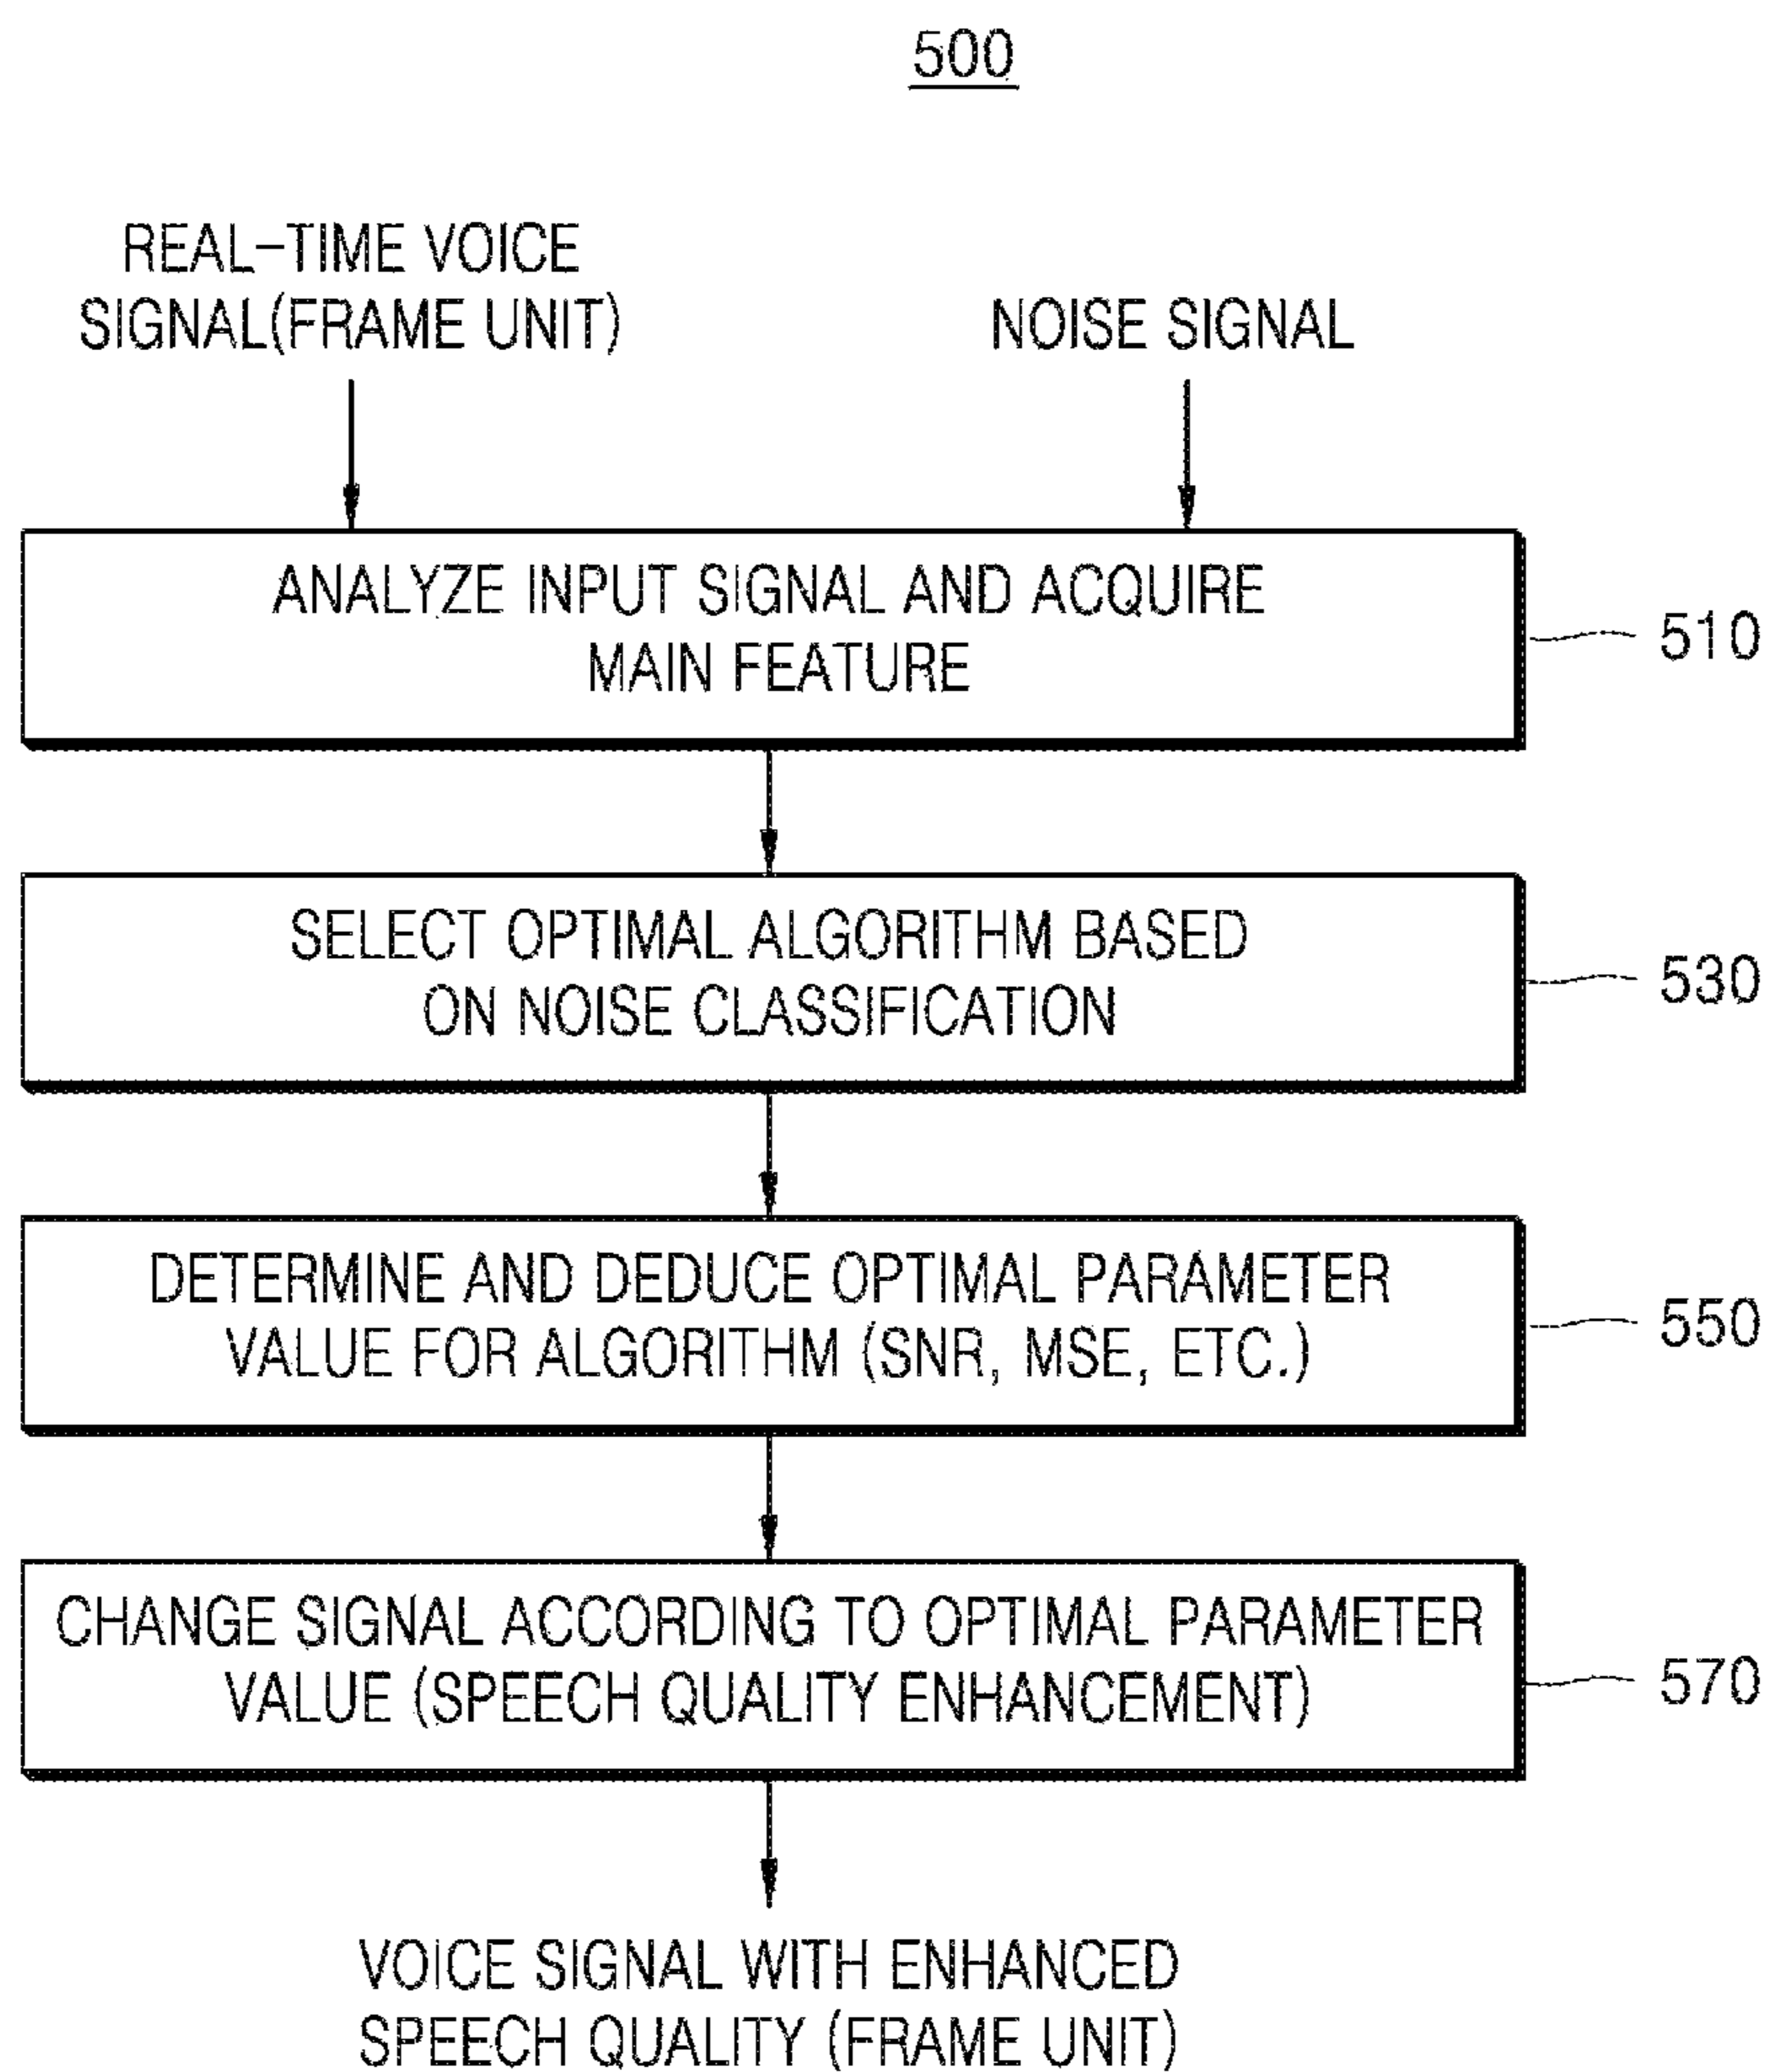 500
REAL-TIME VOICE
SIGNAL(FRAME UNIT)
NOISE SIGNAL
ANALYZE INPUT SIGNAL AND ACQUIRE
MAIN FEATURE
510
SELECT OPTIMAL ALGORITHM BASED
ON NOISE CLASSIFICATION
530
DETERMINE AND DEDUCE OPTIMAL PARAMETER
VALUE FOR ALGORITHM (SNR, MSE, ETC.)
550
CHANGE SIGNAL ACCORDING TO OPTIMAL PARAMETER
VALUE (SPEECH QUALITY ENHANCEMENT)
570
VOICE SIGNAL WITH ENHANCED
SPEECH QUALITY (FRAME UNIT)